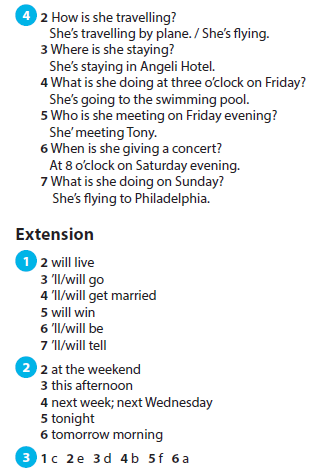 4 2 How is she travelling?
She's travelling by plane. / She's flying.
3 Where is she staying?
She's staying in Angeli Hotel.
4 What is she doing at three o'clock on Friday?
She's going to the swimming pool.
5 Who is she meeting on Friday evening?
She' meeting Tony.
6 When is she giving a concert?
At 8 o'clock on Saturday evening.
7 What is she doing on Sunday?
She's flying to Philadelphia.
Extension
1 2 will live
3 'll/will go
4 'll/will get married
5 will win
6 'll/will be
7 'll/will tell
2 2 at the weekend
3 this afternoon
4 next week; next Wednesday
5 tonight
6 tomorrow morning
3 1 c 2 e 3 d 4 b 5 f 6 a